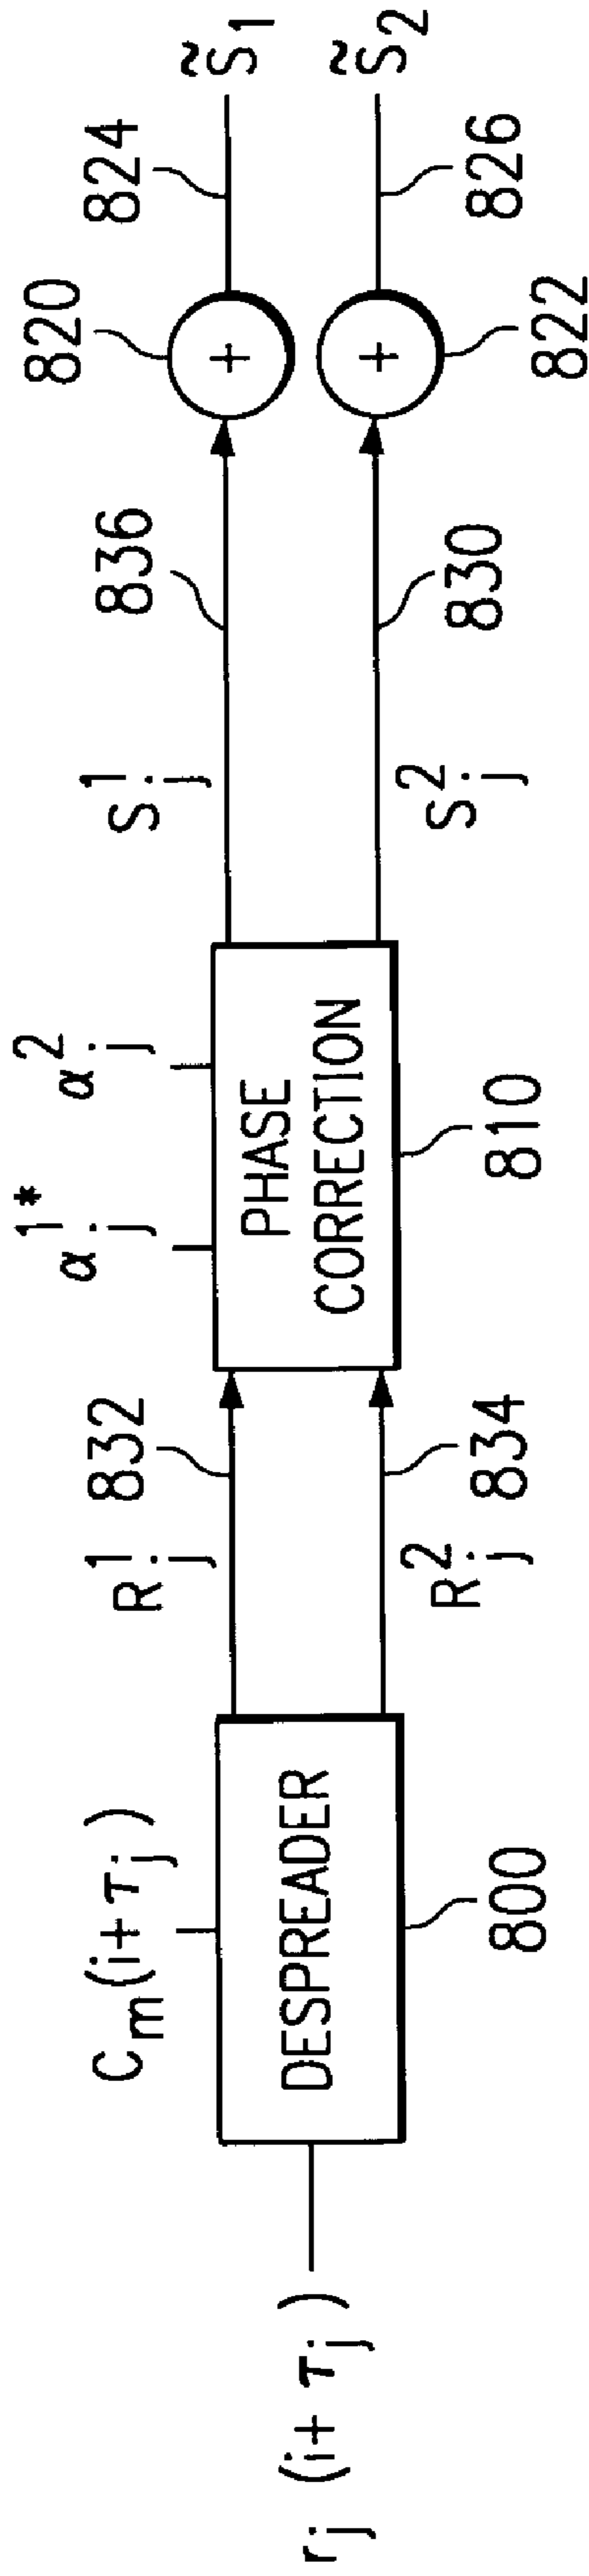 r_j (i+ τ_j)
C_m(i+ τ_j)
DESPREADER
800
R_j^1
832
R_j^2
834
α_j^{1*}
α_j^2
PHASE
CORRECTION
810
S_j^1
836
S_j^2
830
820
+
822
+
824
S̃_1
826
S̃_2